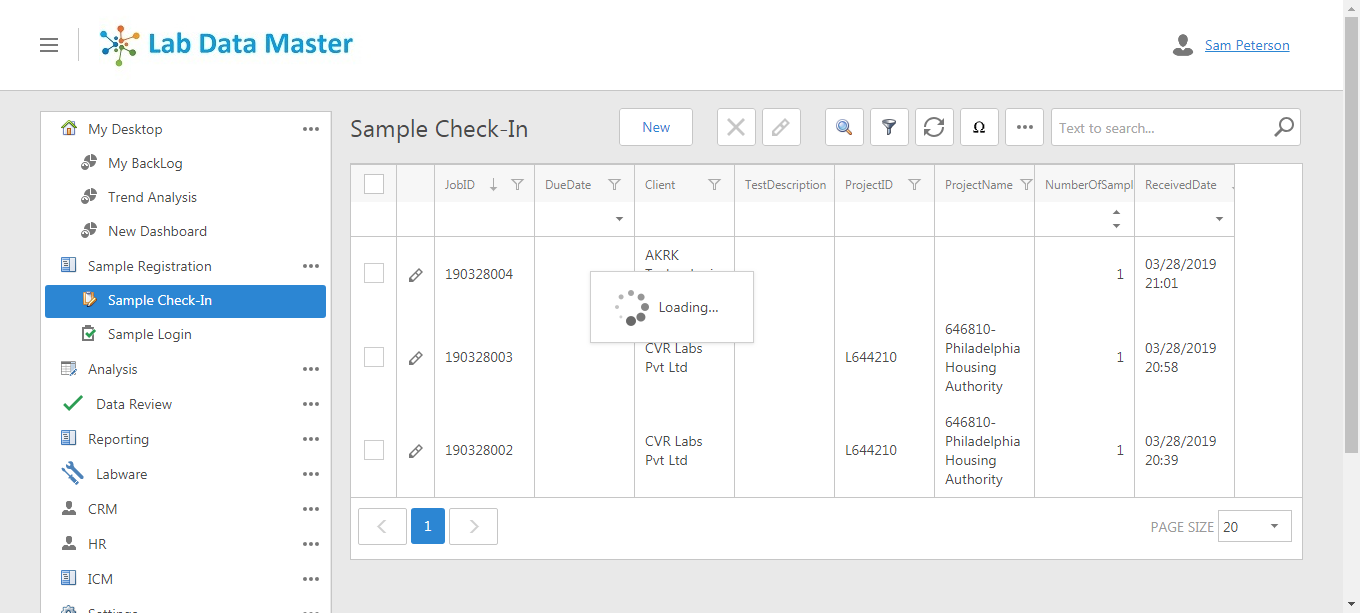 Lab Data Master
Sam Peterson
My Desktop
My BackLog
Trend Analysis
New Dashboard
Sample Registration
Sample Check-In
Sample Login
Analysis
Data Review
Reporting
Labware
CRM
HR
ICM
Settings
Sample Check-In
New
Ω
Text to search...
JobID DueDate Client TestDescription ProjectID ProjectName NumberOfSampl ReceivedDate
AKRK
190328004
1
03/28/2019
21:01
Loading...
190328003
CVR Labs
Pvt Ltd
L644210
646810-
Philadelphia
Housing
Authority
1
03/28/2019
20:58
190328002
CVR Labs
Pvt Ltd
L644210
646810-
Philadelphia
Housing
Authority
1
03/28/2019
20:39
1
PAGE SIZE 20